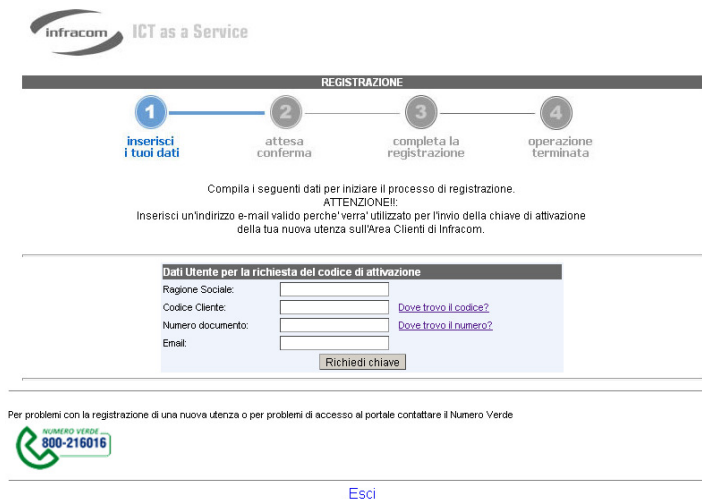 infracom ICT as a Service
REGISTRAZIONE
1 2 3 4
inserisci attesa completa la operazione
i tuoi dati conferma registrazione terminata
Compila i seguenti dati per iniziare il processo di registrazione.
ATTENZIONE!!:
Inserisci un'indirizzo e-mail valido perche' verra' utilizzato per l'invio della chiave di attivazione
della tua nuova utenza sull'Area Clienti di Infracom.
Dati Utente per la richiesta del codice di attivazione
Ragione Sociale:
Codice Cliente: Dove trovo il codice?
Numero documento: Dove trovo il numero?
Email:
Richiedi chiave
Per problemi con la registrazione di una nuova utenza o per problemi di accesso al portale contattare il Numero Verde
NUMERO VERDE
800-216016
Esci